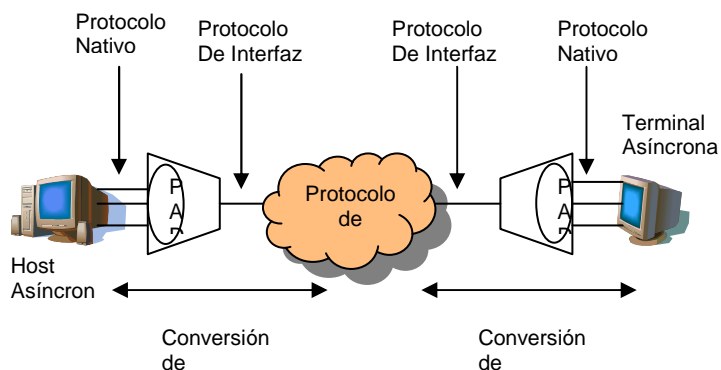 Protocolo
Nativo
Protocolo
De Interfaz
Protocolo
De Interfaz
Protocolo
Nativo
Terminal
Asíncrona
P
A
Protocolo
de
P
A
Host
Asíncron
Conversión
de
Conversión
de